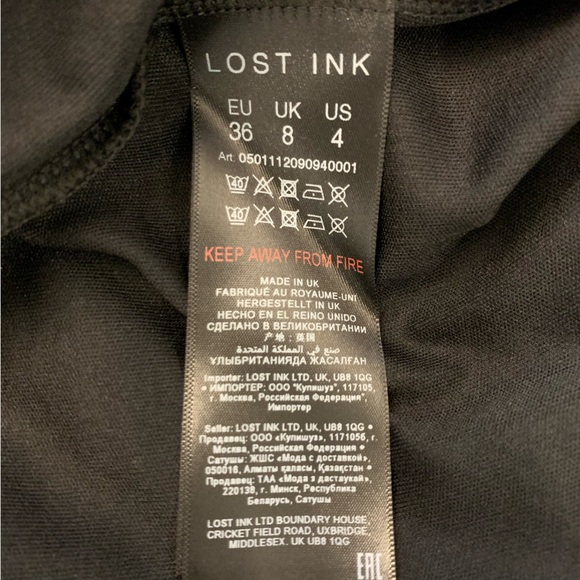 LOST INK
EU UK US
36 8 4
Art: 0501112090940001
40
40
KEEP AWAY FROM FIRE
MADE IN UK
FABRIQUÉ AU ROYAUME-UNI
HERGESTELLT IN UK
HECHO EN EL REINO UNIDO
СДЕЛАНО В ВЕЛИКОБРИТАНИИ
产地：英国
صنع في المملكة المتحدة
ҰЛЫБРИТАНИЯДА ЖАСАЛҒАН
Importer: LOST INK LTD, UK, UB8 1QG
• ИМПОРТЕР: ООО "Купишуз", 117105,
г. Москва, Российская Федерация",
Импортер
Seller: LOST INK LTD, UK, UB8 1QG •
Продавец: ООО «Купишуз», 1171056, г.
Москва, Российская Федерация •
Сатушы: ЖШС «Мода с доставкой»,
050016, Алматы қаласы, Қазақстан •
Продавец: ТАА «Мода з дастаукай»,
220138, г. Минск, Республика
Беларусь, Сатушы
LOST INK LTD BOUNDARY HOUSE,
CRICKET FIELD ROAD, UXBRIDGE,
MIDDLESEX. UK UB8 1QG
EAC